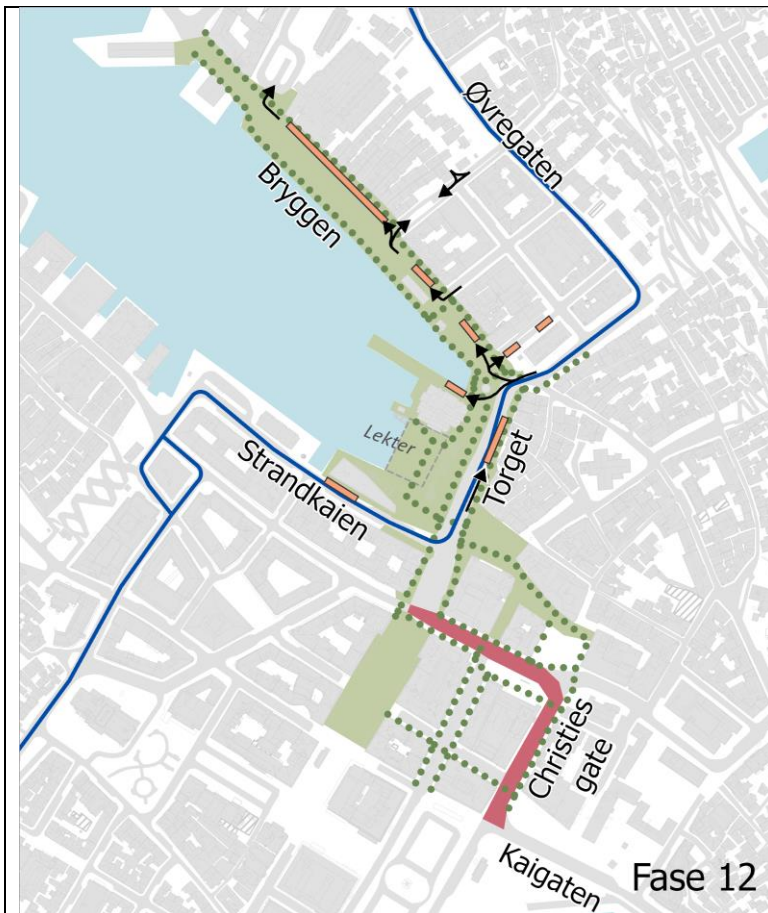 Øvregaten
Bryggen
Lekter
Strandkaien
Torget
Christies
gate
Kaigaten
Fase 12